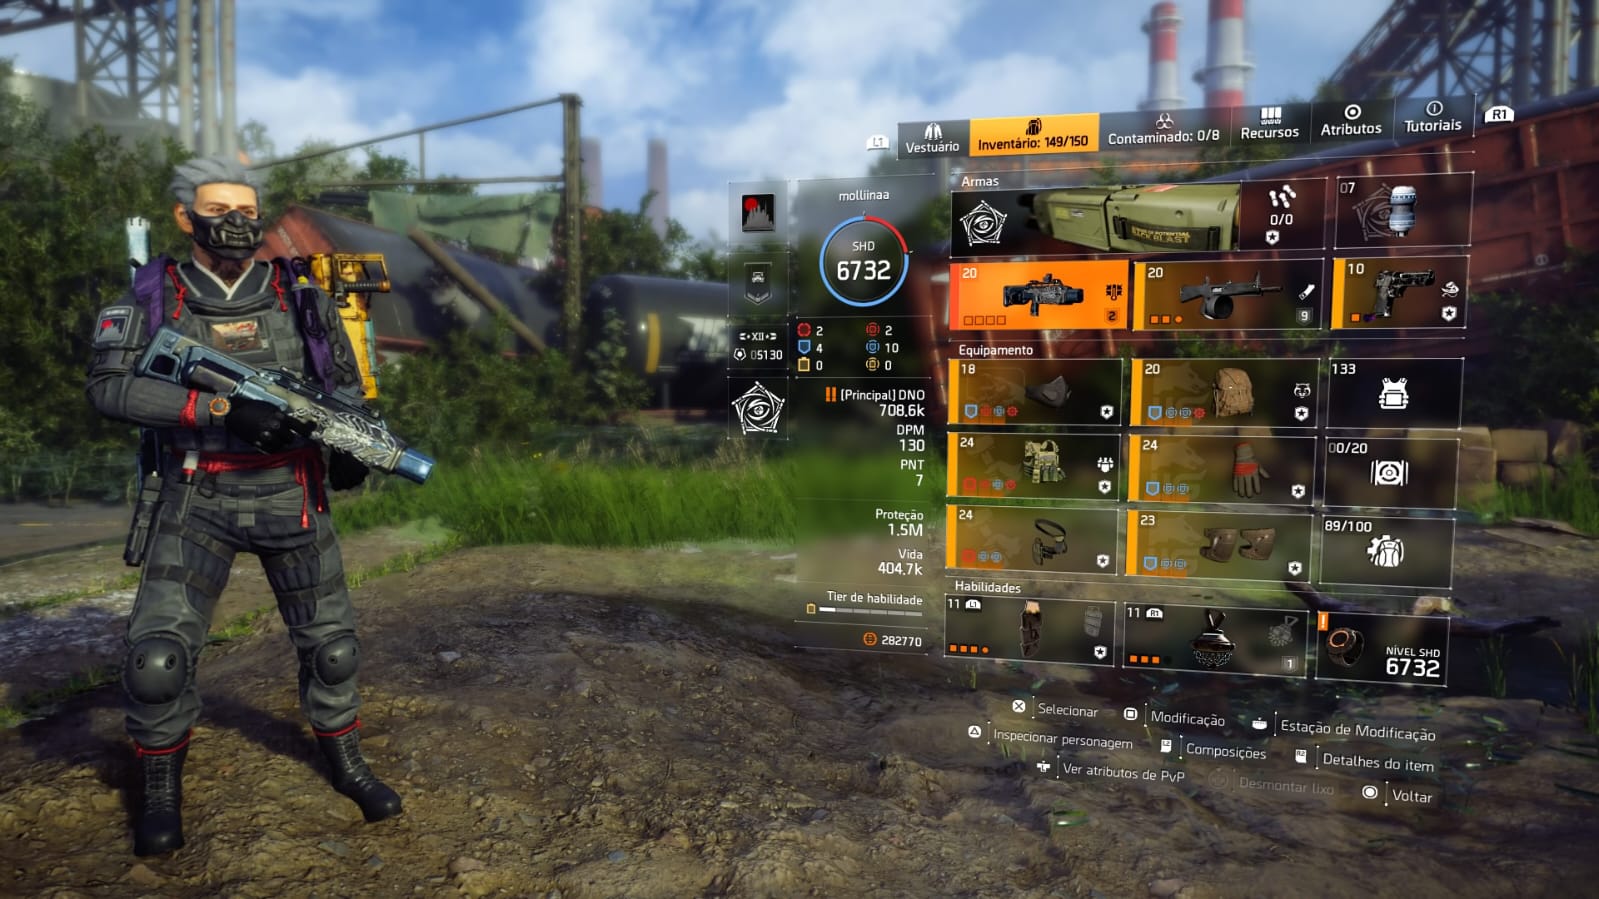 L1
Vestuário
Inventário: 149/150
Contaminado: 0/8
Recursos
Atributos
Tutoriais
R1
molliinaa
SHD
6732
XII
05130
2
2
4
10
0
0
[Principal] DNO
708.6k
DPM
130
PNT
7
Proteção
1.5M
Vida
404.7k
Tier de habilidade
282770
Armas
0/0
07
20
2
20
9
10
Equipamento
18
20
133
24
24
00/20
24
23
89/100
Habilidades
11 L1
11 R1
1
NÍVEL SHD
6732
Selecionar
Modificação
Estação de Modificação
Inspecionar personagem
Composições
Detalhes do item
Ver atributos de PvP
Desmontar lixo
Voltar